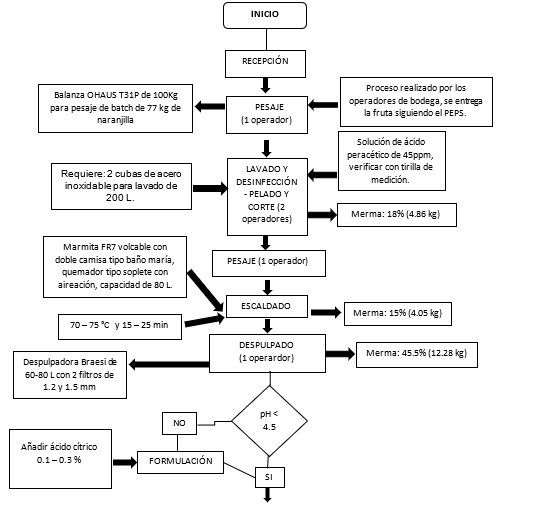 INICIO
RECEPCIÓN
Balanza OHAUS T31P de 100Kg
para pesaje de batch de 77 kg de
naranjilla
PESAJE
(1 operador)
Proceso realizado por los
operadores de bodega, se entrega
la fruta siguiendo el PEPS.
Solución de ácido
peracético de 45ppm,
verificar con tirilla de
medición.
Requiere: 2 cubas de acero
inoxidable para lavado de
200 L.
LAVADO Y
DESINFECCIÓN
- PELADO Y
CORTE (2
operadores)
Merma: 18% (4.86 kg)
PESAJE (1 operador)
Marmita FR7 volcable con
doble camisa tipo baño maría,
quemador tipo soplete con
aireación, capacidad de 80 L.
ESCALDADO
Merma: 15% (4.05 kg)
70 – 75 °C y 15 – 25 min
DESPULPADO
(1 operardor)
Merma: 45.5% (12.28 kg)
Despulpadora Braesi de
60-80 L con 2 filtros de
1.2 y 1.5 mm
pH <
4.5
NO
Añadir ácido cítrico
0.1 – 0.3 %
FORMULACIÓN
SI